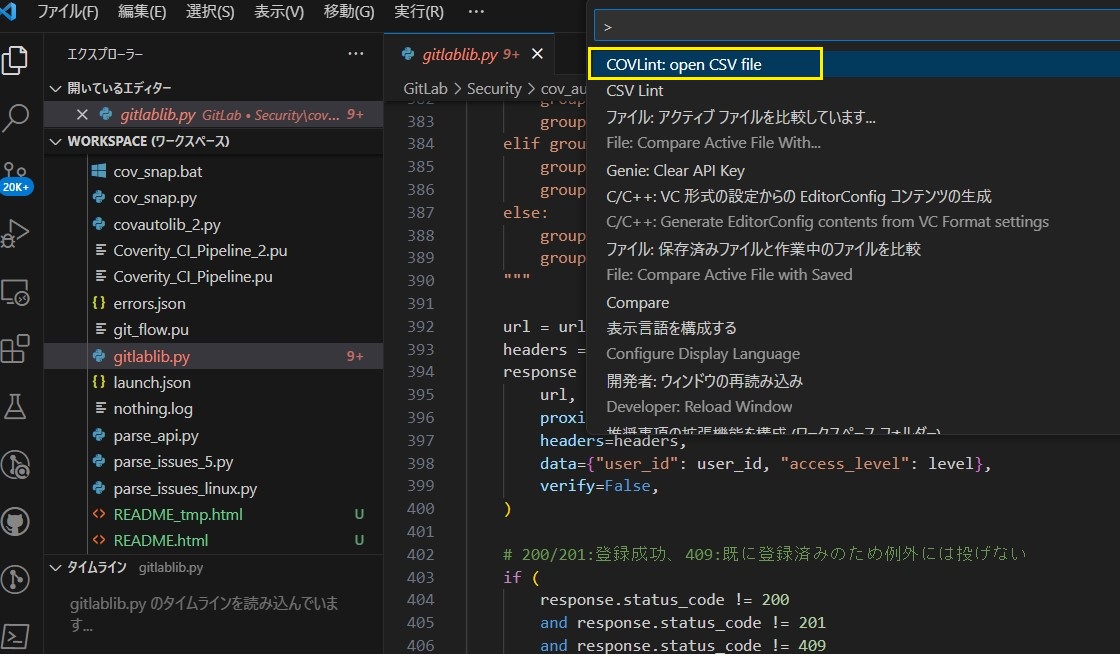 ファイル(F) 編集(E) 選択(S) 表示(V) 移動(G) 実行(R) ···
エクスプローラー ···
開いているエディター
gitlablib.py GitLab • Security\cov... 9+
WORKSPACE (ワークスペース)
cov_snap.bat
cov_snap.py
covautolib_2.py
Coverity_CI_Pipeline_2.pu
Coverity_CI_Pipeline.pu
errors.json
git_flow.pu
gitlablib.py 9+
launch.json
nothing.log
parse_api.py
parse_issues_5.py
parse_issues_linux.py
README_tmp.html U
README.html U
タイムライン gitlablib.py
gitlablib.py のタイムラインを読み込んでいま
す...
20K+
gitlablib.py 9+
GitLab > Security > cov_au
383 group
384 elif grou
385 group
386 group
387 else:
388 group
389 group
390 """
391
392 url = url
393 headers =
394 response
395 url,
396 proxi
397 headers=headers,
398 data={"user_id": user_id, "access_level": level},
399 verify=False,
400 )
401
402 # 200/201:登録成功、409:既に登録済みのため例外には投げない
403 if (
404 response.status_code != 200
405 and response.status_code != 201
406 and response.status_code != 409
>
COVLint: open CSV file
CSV Lint
ファイル: アクティブ ファイルを比較しています...
File: Compare Active File With...
Genie: Clear API Key
C/C++: VC 形式の設定からの EditorConfig コンテンツの生成
C/C++: Generate EditorConfig contents from VC Format settings
ファイル: 保存済みファイルと作業中のファイルを比較
File: Compare Active File with Saved
Compare
表示言語を構成する
Configure Display Language
開発者: ウィンドウの再読み込み
Developer: Reload Window